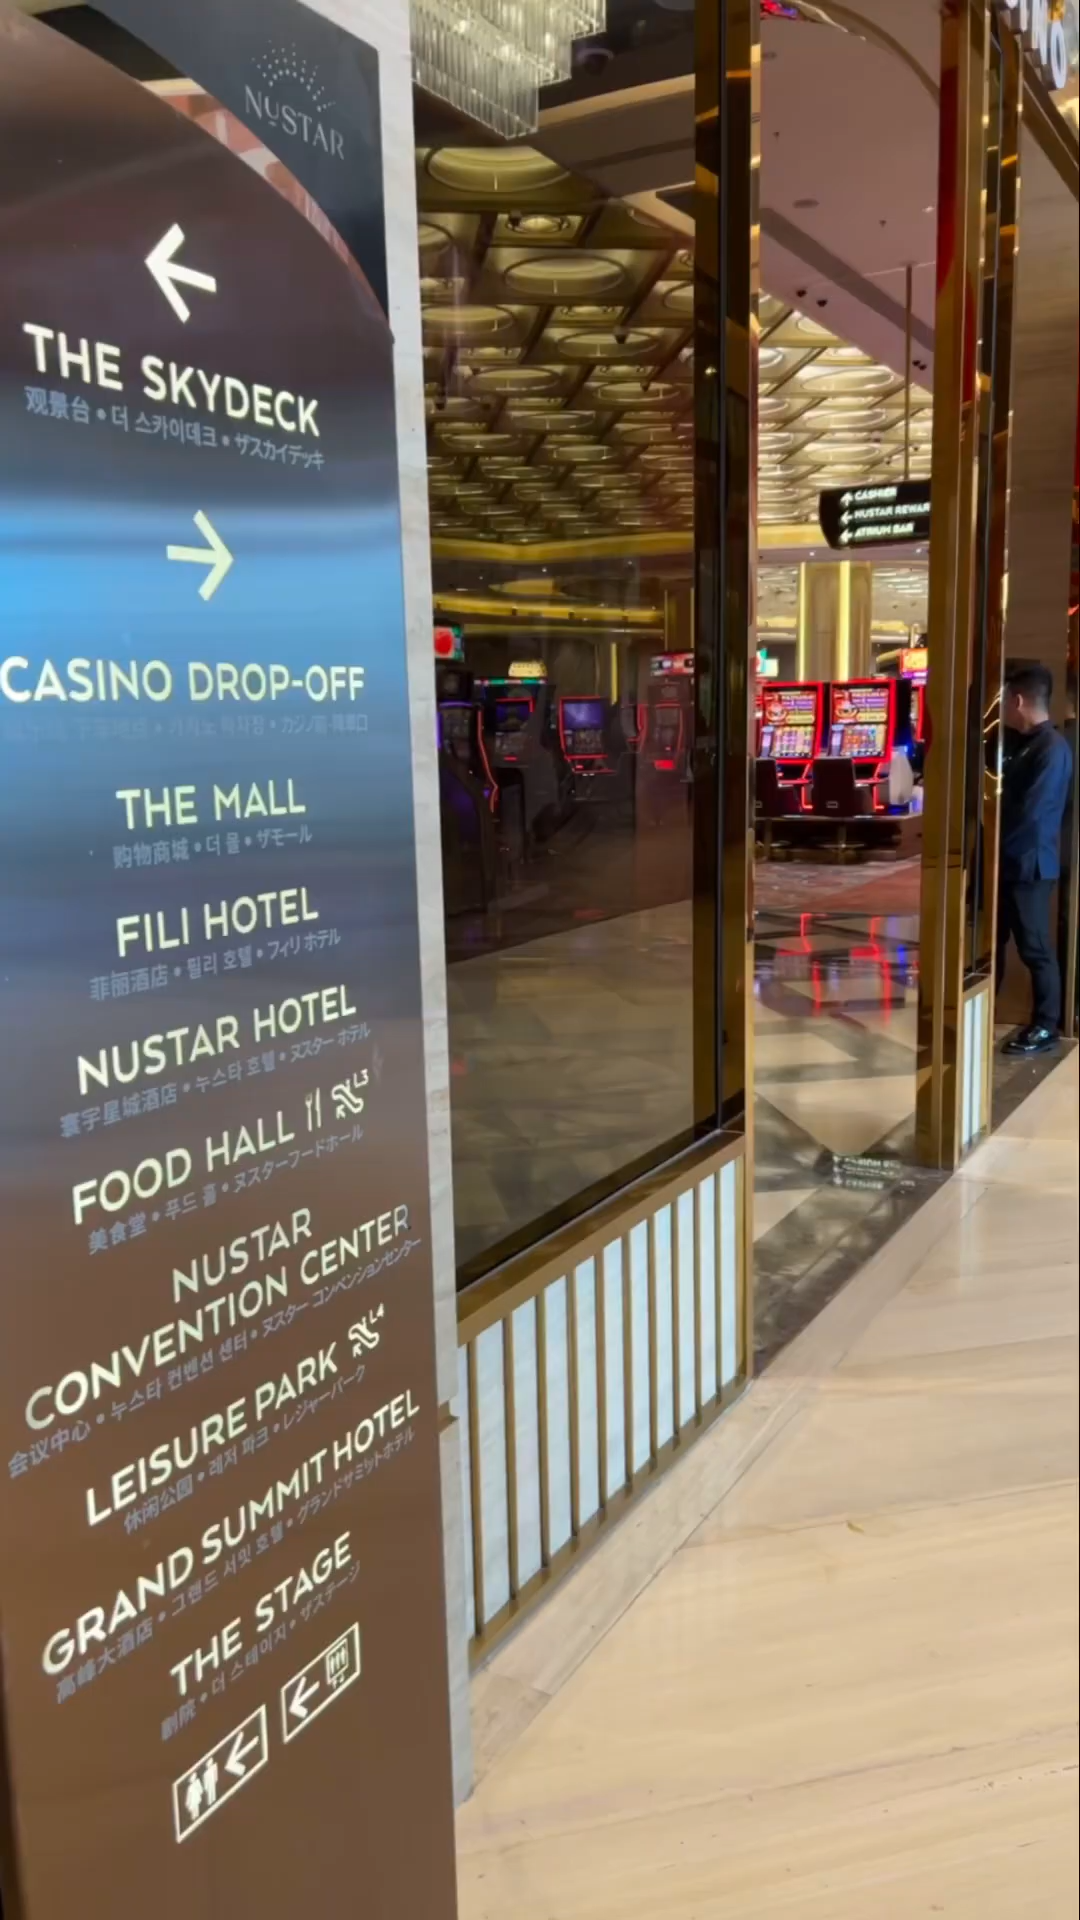 NUSTAR
THE SKYDECK
观景台 • 더 스카이데크 • ザスカイデッキ
CASINO DROP-OFF
THE MALL
购物商城 • 더 몰 • ザモール
FILI HOTEL
菲丽酒店 • 필리 호텔 • フィリ ホテル
NUSTAR HOTEL
寰宇星城酒店 • 누스타 호텔 • ヌスター ホテル
FOOD HALL L3
美食堂 • 푸드 홀 • ヌスターフードホール
NUSTAR
CONVENTION CENTER
会议中心 • 누스타 컨벤션 센터 • ヌスター コンベンションセンター
LEISURE PARK L4
休闲公园 • 레저 파크 • レジャーパーク
GRAND SUMMIT HOTEL
高峰大酒店 • 그랜드 서밋 호텔 • グランドサミットホテル
THE STAGE
剧院 • 더 스테이지 • ザステージ
CASHIER
NUSTAR REWAR
ATRIUM BAR